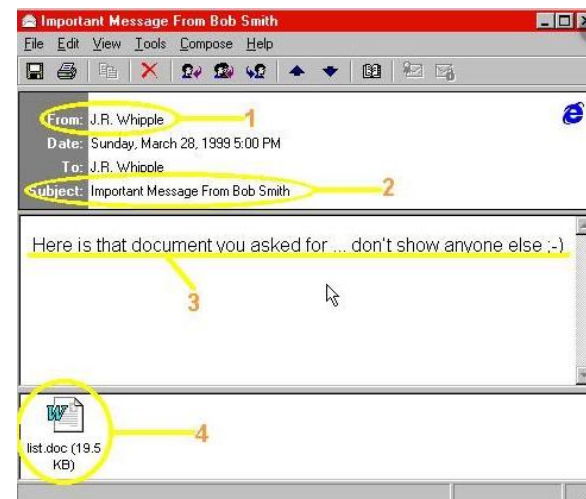 Important Message From Bob Smith
File Edit View Tools Compose Help
From: J.R. Whipple
1
Date: Sunday, March 28, 1999 5:00 PM
To: J.R. Whipple
Subject: Important Message From Bob Smith
2
Here is that document you asked for ... don't show anyone else ;-)
3
4
list.doc (19.5
KB)